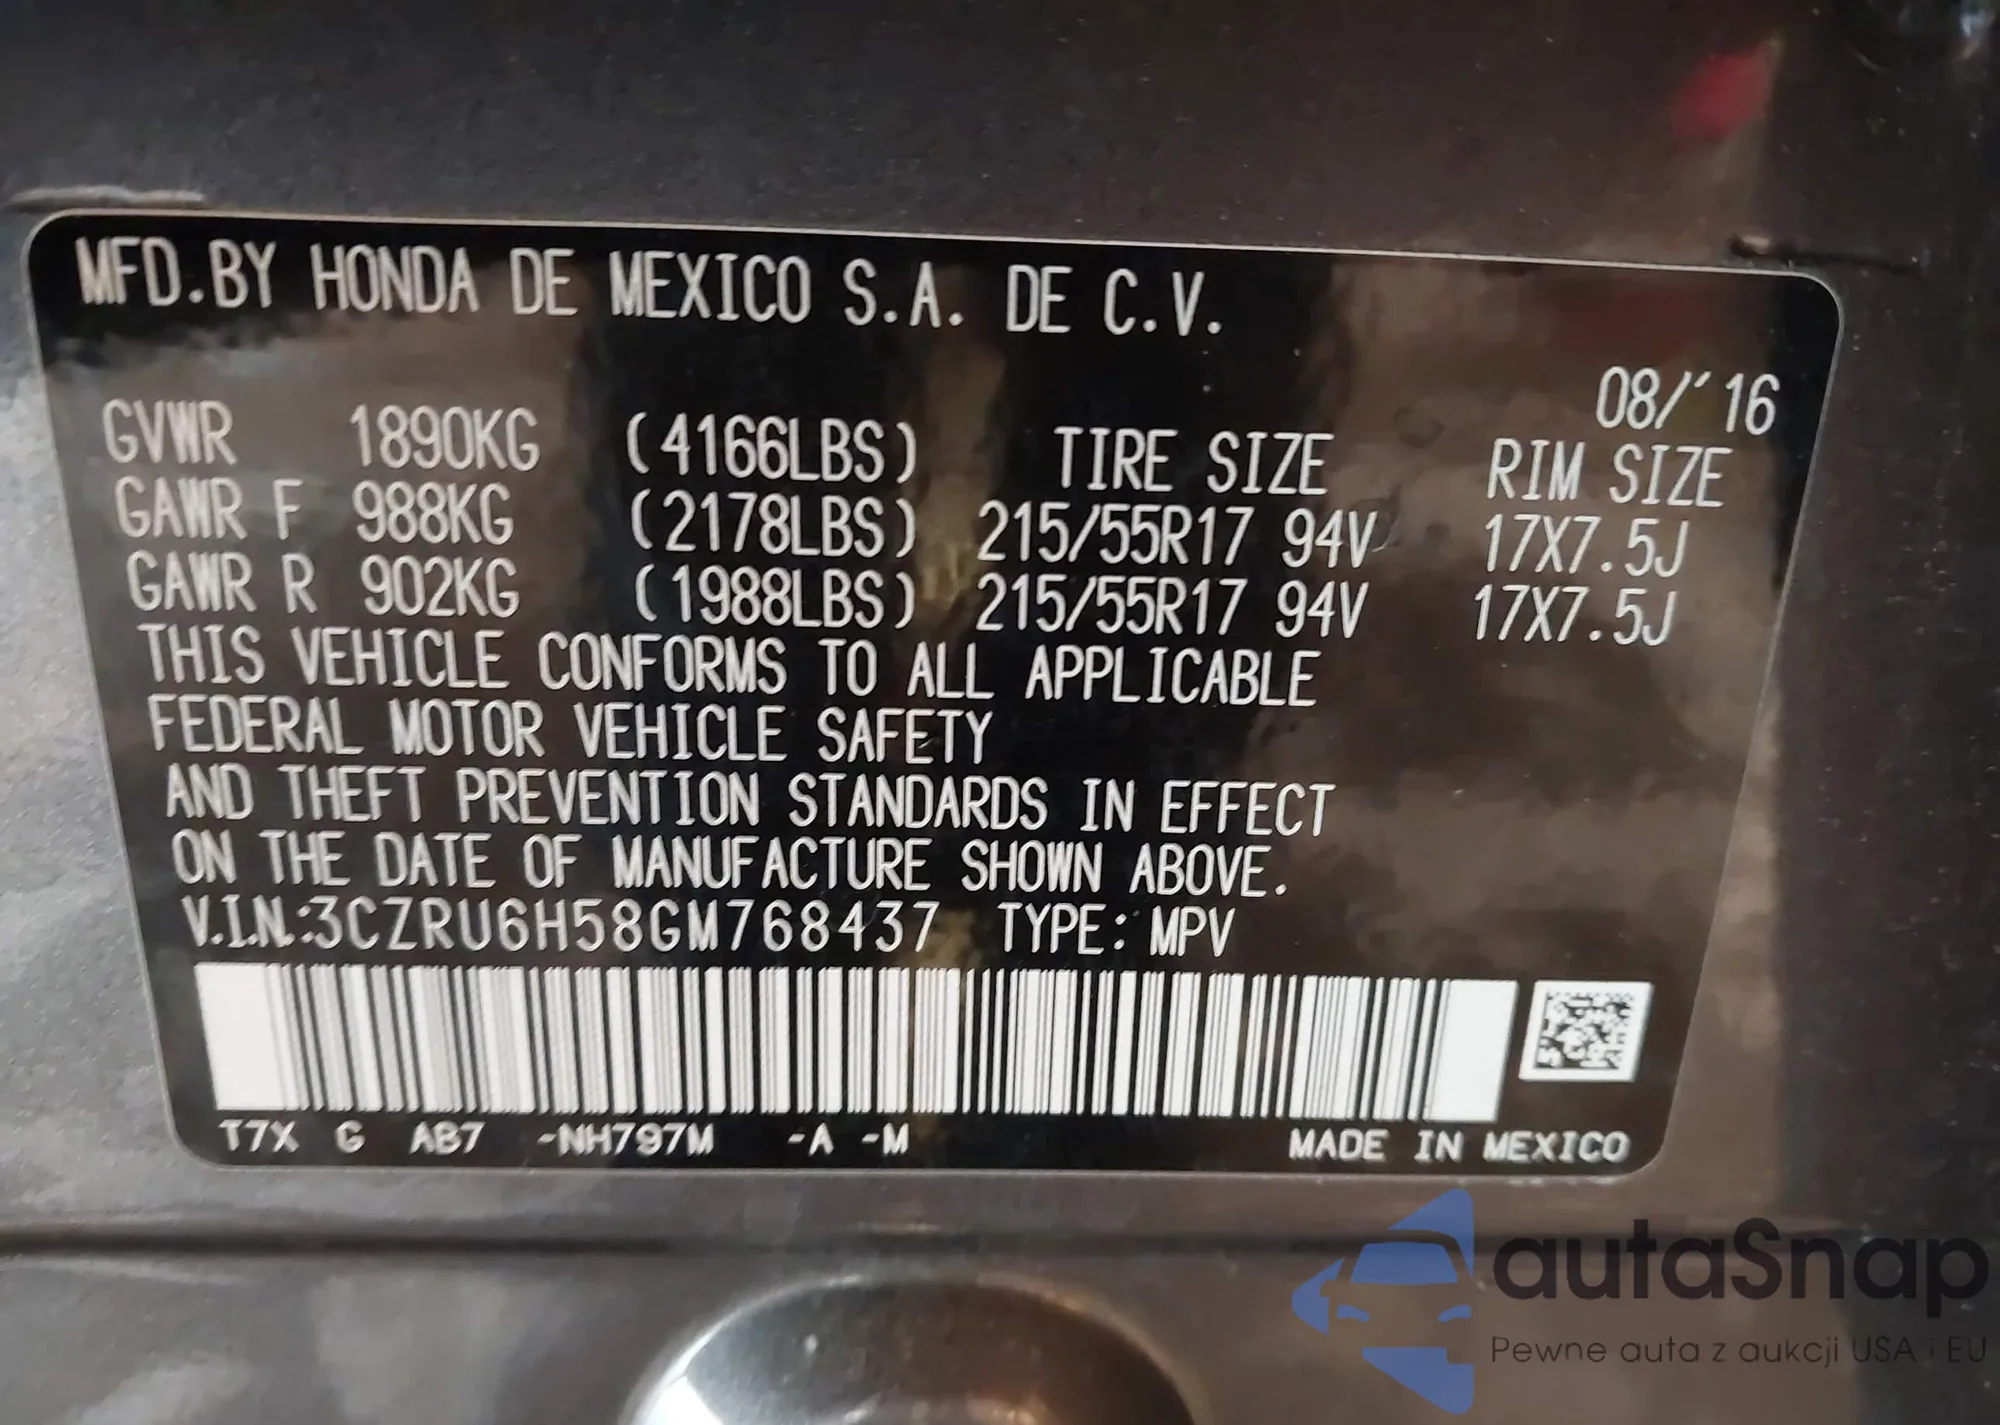 MFD.BY HONDA DE MEXICO S.A. DE C.V.
08/'16
GVWR 1890KG (4166LBS) TIRE SIZE RIM SIZE
GAWR F 988KG (2178LBS) 215/55R17 94V 17X7.5J
GAWR R 902KG (1988LBS) 215/55R17 94V 17X7.5J
THIS VEHICLE CONFORMS TO ALL APPLICABLE
FEDERAL MOTOR VEHICLE SAFETY
AND THEFT PREVENTION STANDARDS IN EFFECT
ON THE DATE OF MANUFACTURE SHOWN ABOVE.
V.I.N.:3CZRU6H58GM768437 TYPE: MPV
T7X G AB7 -NH797M -A -M MADE IN MEXICO
autaSnap
Pewne auta z aukcji USA i EU